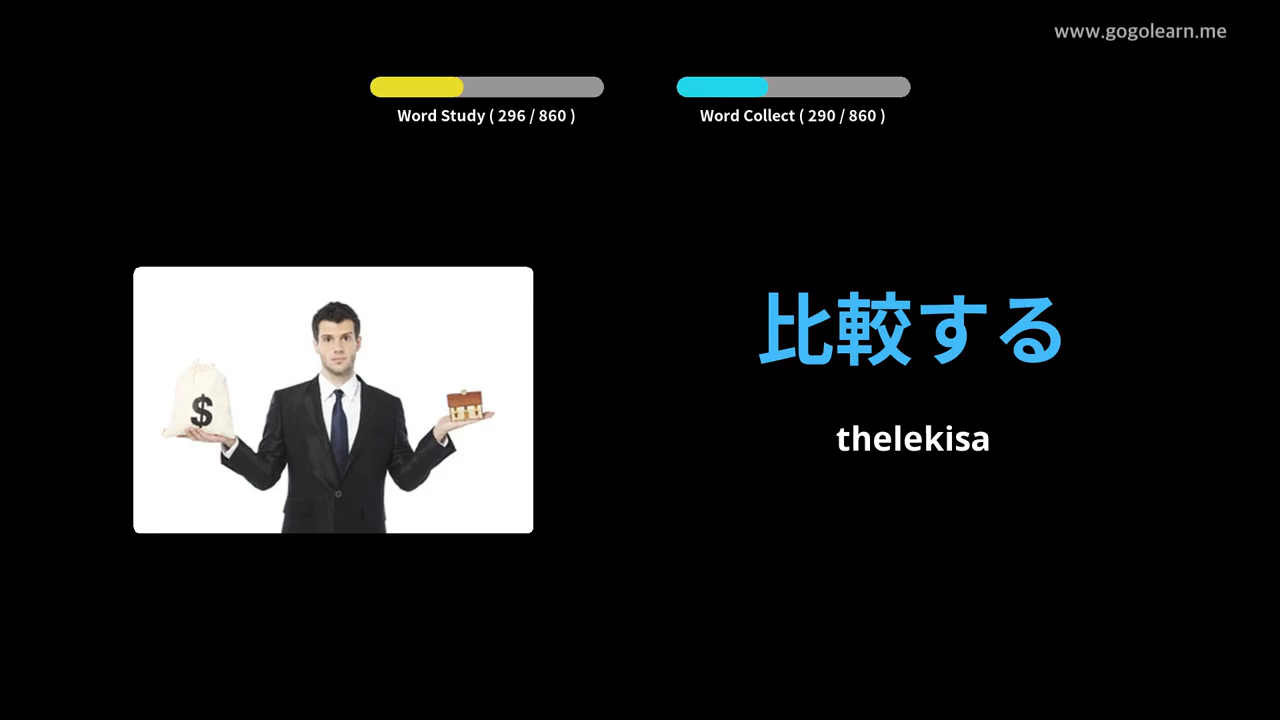 www.gogolearn.me
Word Study ( 296 / 860 )
Word Collect ( 290 / 860 )
$
比較する
thelekisa